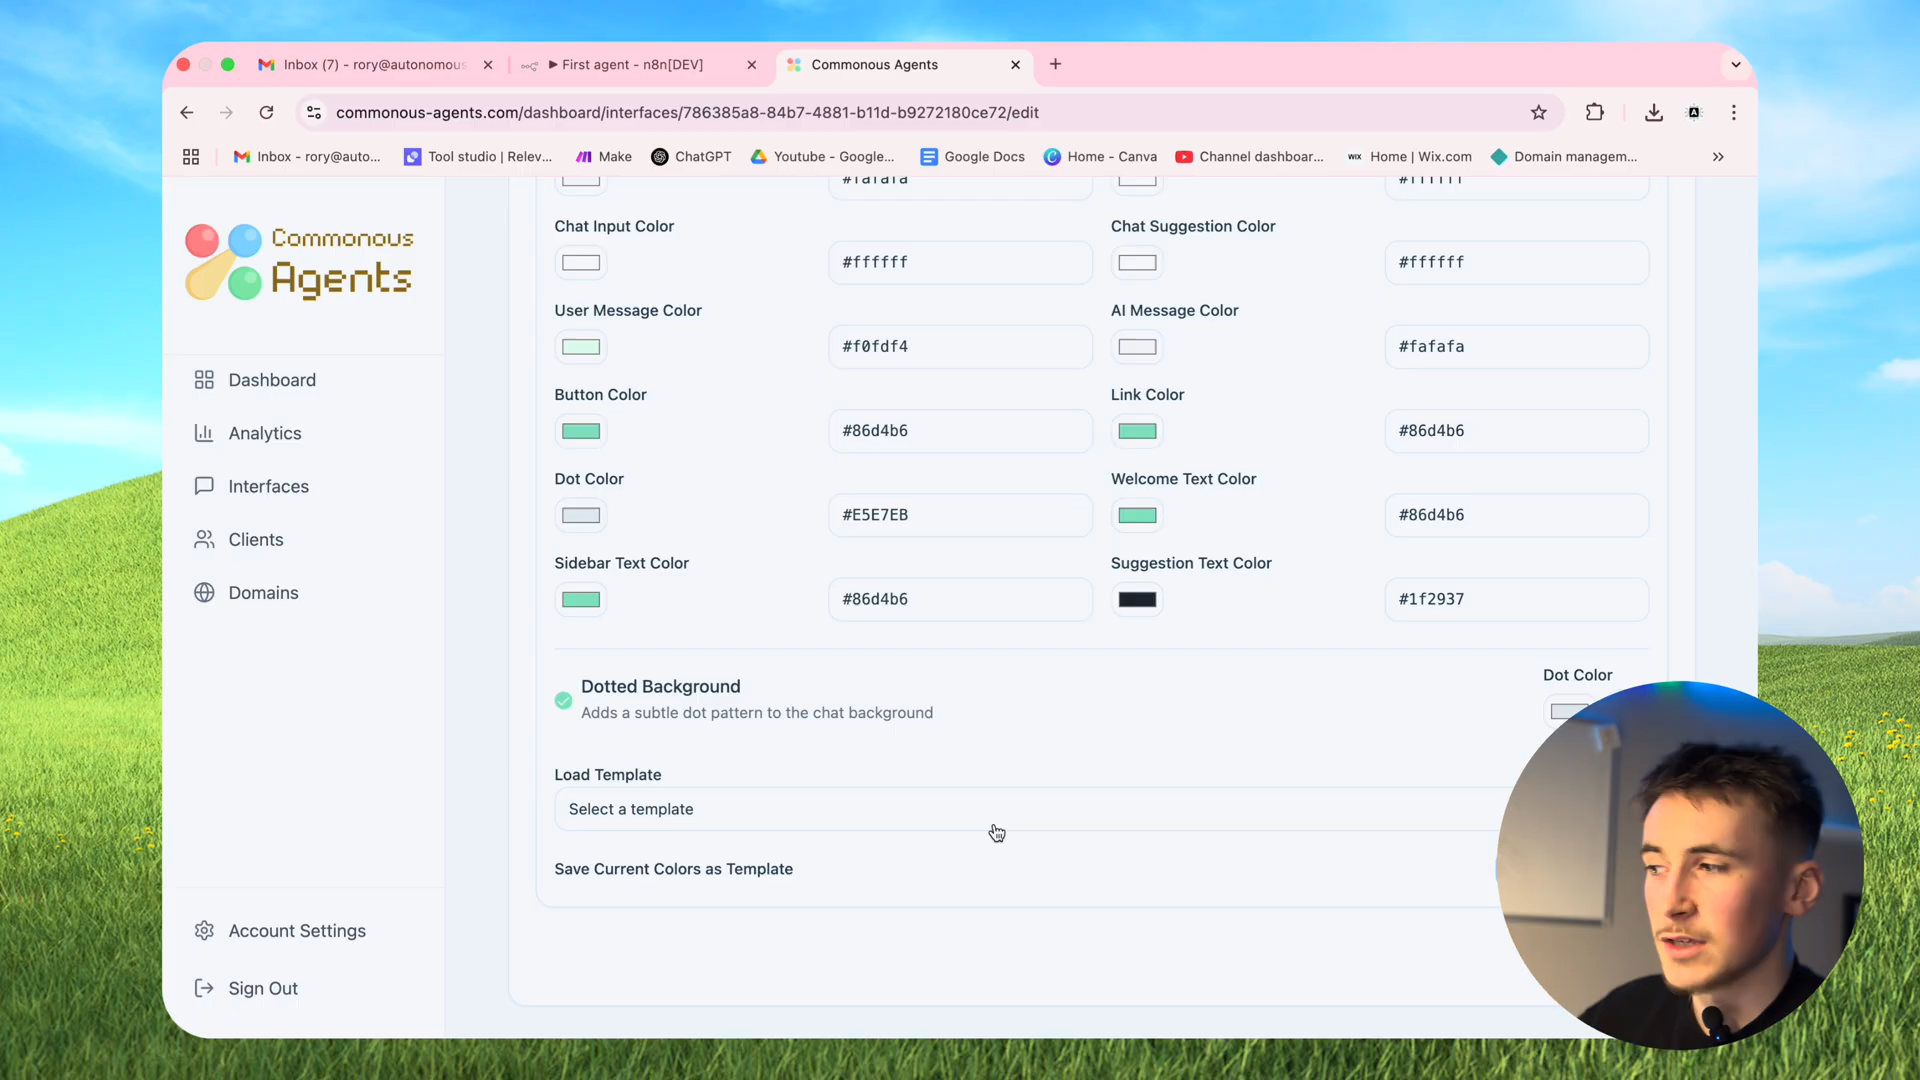 Inbox (7) - rory@autonomous
First agent - n8n[DEV]
Commonous Agents
commonous-agents.com/dashboard/interfaces/786385a8-84b7-4881-b11d-b9272180ce72/edit
Inbox - rory@auto...
Tool studio | Relev...
Make
ChatGPT
Youtube - Google...
Google Docs
Home - Canva
Channel dashboar...
WIX
Home | Wix.com
Domain managem...
Commonous
Agents
Dashboard
Analytics
Interfaces
Clients
Domains
Account Settings
Sign Out
#fafafa
#ffffff
Chat Input Color
#ffffff
Chat Suggestion Color
#ffffff
User Message Color
#f0fdf4
AI Message Color
#fafafa
Button Color
#86d4b6
Link Color
#86d4b6
Dot Color
#E5E7EB
Welcome Text Color
#86d4b6
Sidebar Text Color
#86d4b6
Suggestion Text Color
#1f2937
Dotted Background
Adds a subtle dot pattern to the chat background
Dot Color
Load Template
Select a template
Save Current Colors as Template